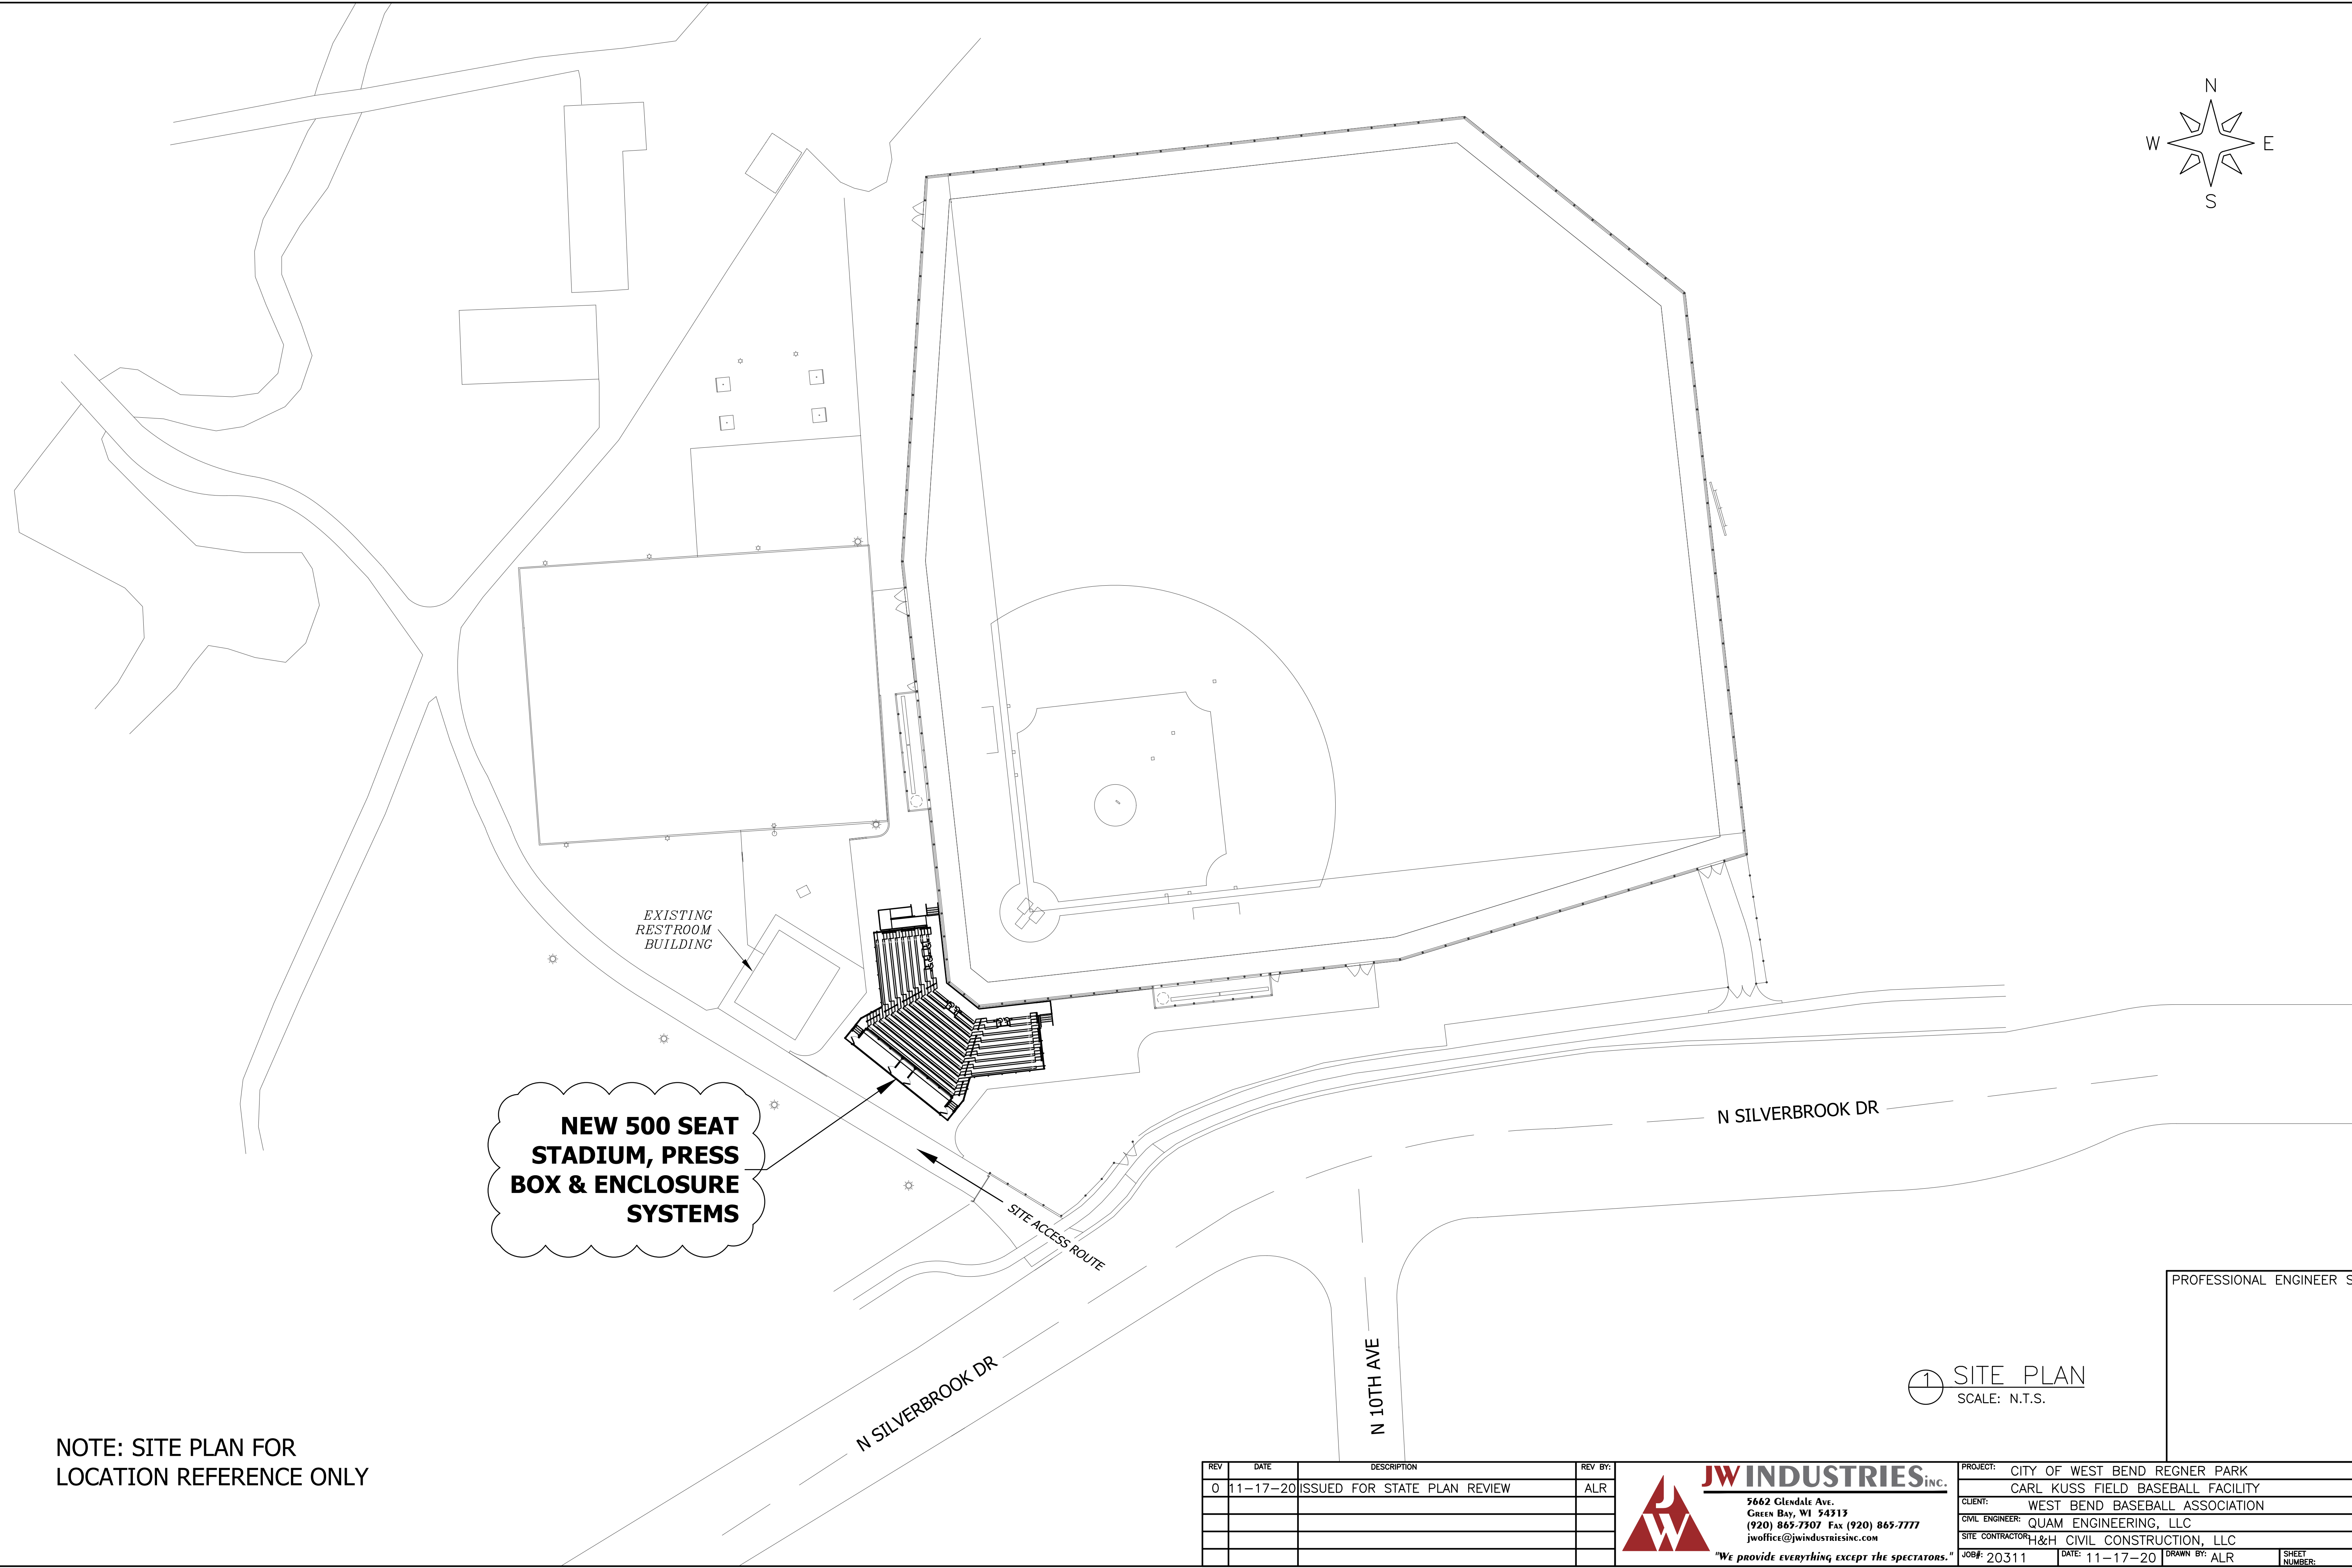 N
W E
S
EXISTING
RESTROOM
BUILDING
NEW 500 SEAT
STADIUM, PRESS
BOX & ENCLOSURE
SYSTEMS
N SILVERBROOK DR
SITE ACCESS ROUTE
N SILVERBROOK DR
N 10TH AVE
PROFESSIONAL ENGINEER S
1 SITE PLAN
SCALE: N.T.S.
NOTE: SITE PLAN FOR
LOCATION REFERENCE ONLY
REV DATE DESCRIPTION REV BY:
0 11-17-20 ISSUED FOR STATE PLAN REVIEW ALR
JW
JW INDUSTRIES INC.
5662 Glendale Ave.
Green Bay, WI 54313
(920) 865-7307 Fax (920) 865-7777
jwoffice@jwindustriesinc.com
"We provide everything except the spectators."
PROJECT: CITY OF WEST BEND REGNER PARK
CARL KUSS FIELD BASEBALL FACILITY
CLIENT: WEST BEND BASEBALL ASSOCIATION
CIVIL ENGINEER: QUAM ENGINEERING, LLC
SITE CONTRACTOR: H&H CIVIL CONSTRUCTION, LLC
JOB#: 20311 DATE: 11-17-20 DRAWN BY: ALR SHEET
NUMBER: